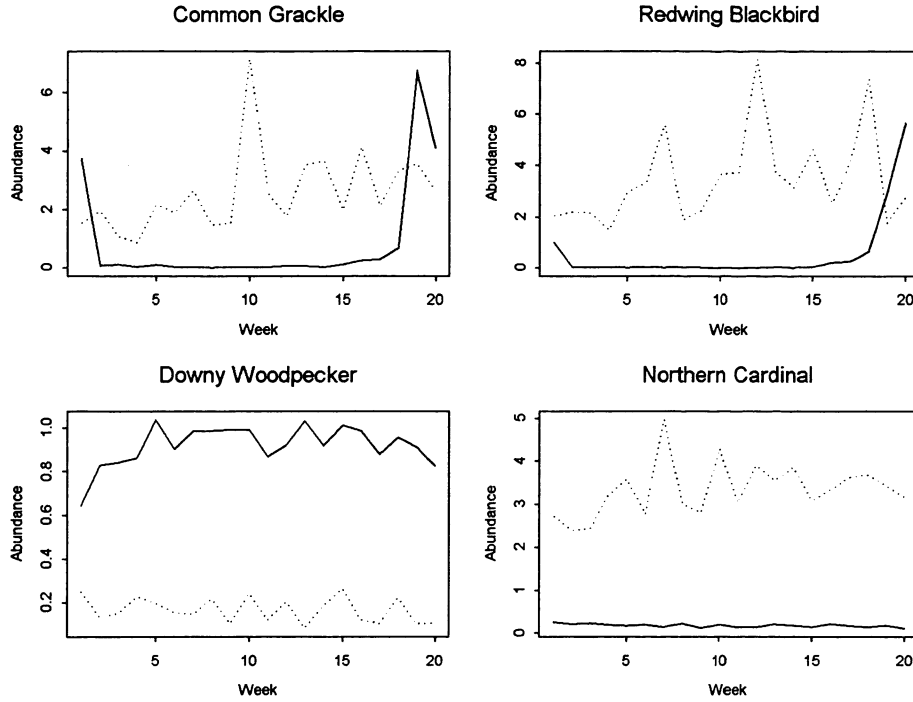 Common Grackle
Redwing Blackbird
Abundance
0 2 4 6
5 10 15 20
Week
Abundance
0 2 4 6 8
5 10 15 20
Week
Downy Woodpecker
Northern Cardinal
Abundance
0.2 0.4 0.6 0.8 1.0
5 10 15 20
Week
Abundance
0 1 2 3 4 5
5 10 15 20
Week